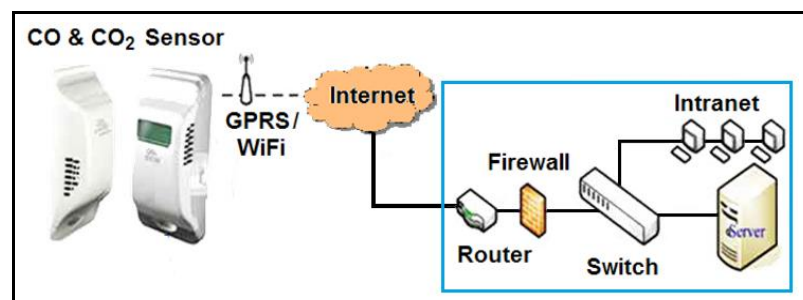 CO & CO₂ Sensor
GPRS/
WiFi
Internet
Intranet
Firewall
Router
Switch
Server